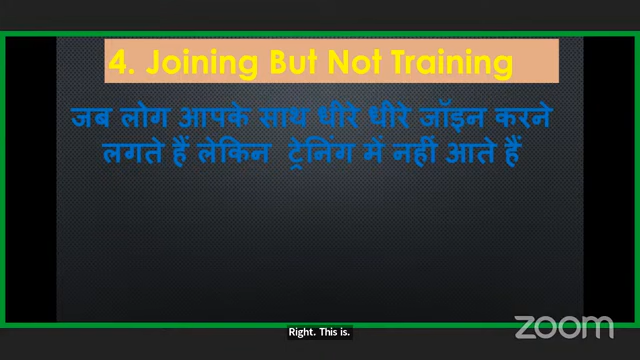 4. Joining But Not Training
जब लोग आपके साथ धीरे धीरे जॉइन करने
लगते हैं लेकिन ट्रेनिंग में नहीं आते हैं
zoom
Right. This is.